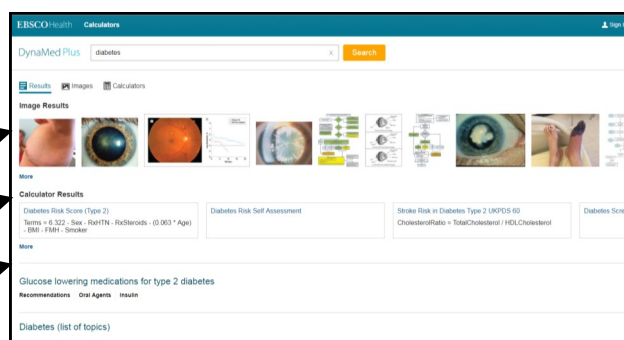 EBSCO Health Calculators Sign
DynaMed Plus diabetes x Search
Results Images Calculators
Image Results
More
Calculator Results
Diabetes Risk Score (Type 2)
Terms = 6.322 - Sex - RxHTN - RxSteroids - (0.063 * Age)
- BMI - FMH - Smoker
Diabetes Risk Self Assessment
Stroke Risk in Diabetes Type 2 UKPDS 60
CholesterolRatio = TotalCholesterol / HDLCholesterol
Diabetes Scre
More
Glucose lowering medications for type 2 diabetes
Recommendations Oral Agents Insulin
Diabetes (list of topics)